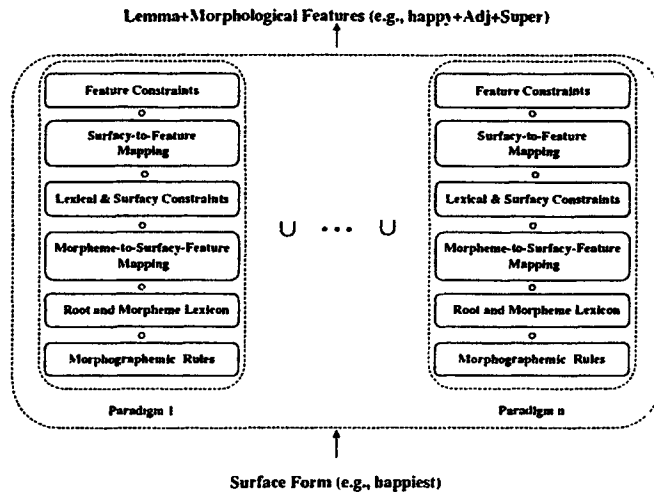 Lemma+Morphological Features (e.g., happy+Adj+Super)
Feature Constraints
Surfacy-to-Feature
Mapping
Lexical & Surfacy Constraints
Morpheme-to-Surfacy-Feature
Mapping
Root and Morpheme Lexicon
Morphographemic Rules
Paradigm 1
∪ ••• ∪
Feature Constraints
Surfacy-to-Feature
Mapping
Lexical & Surfacy Constraints
Morpheme-to-Surfacy-Feature
Mapping
Root and Morpheme Lexicon
Morphographemic Rules
Paradigm n
Surface Form (e.g., happiest)